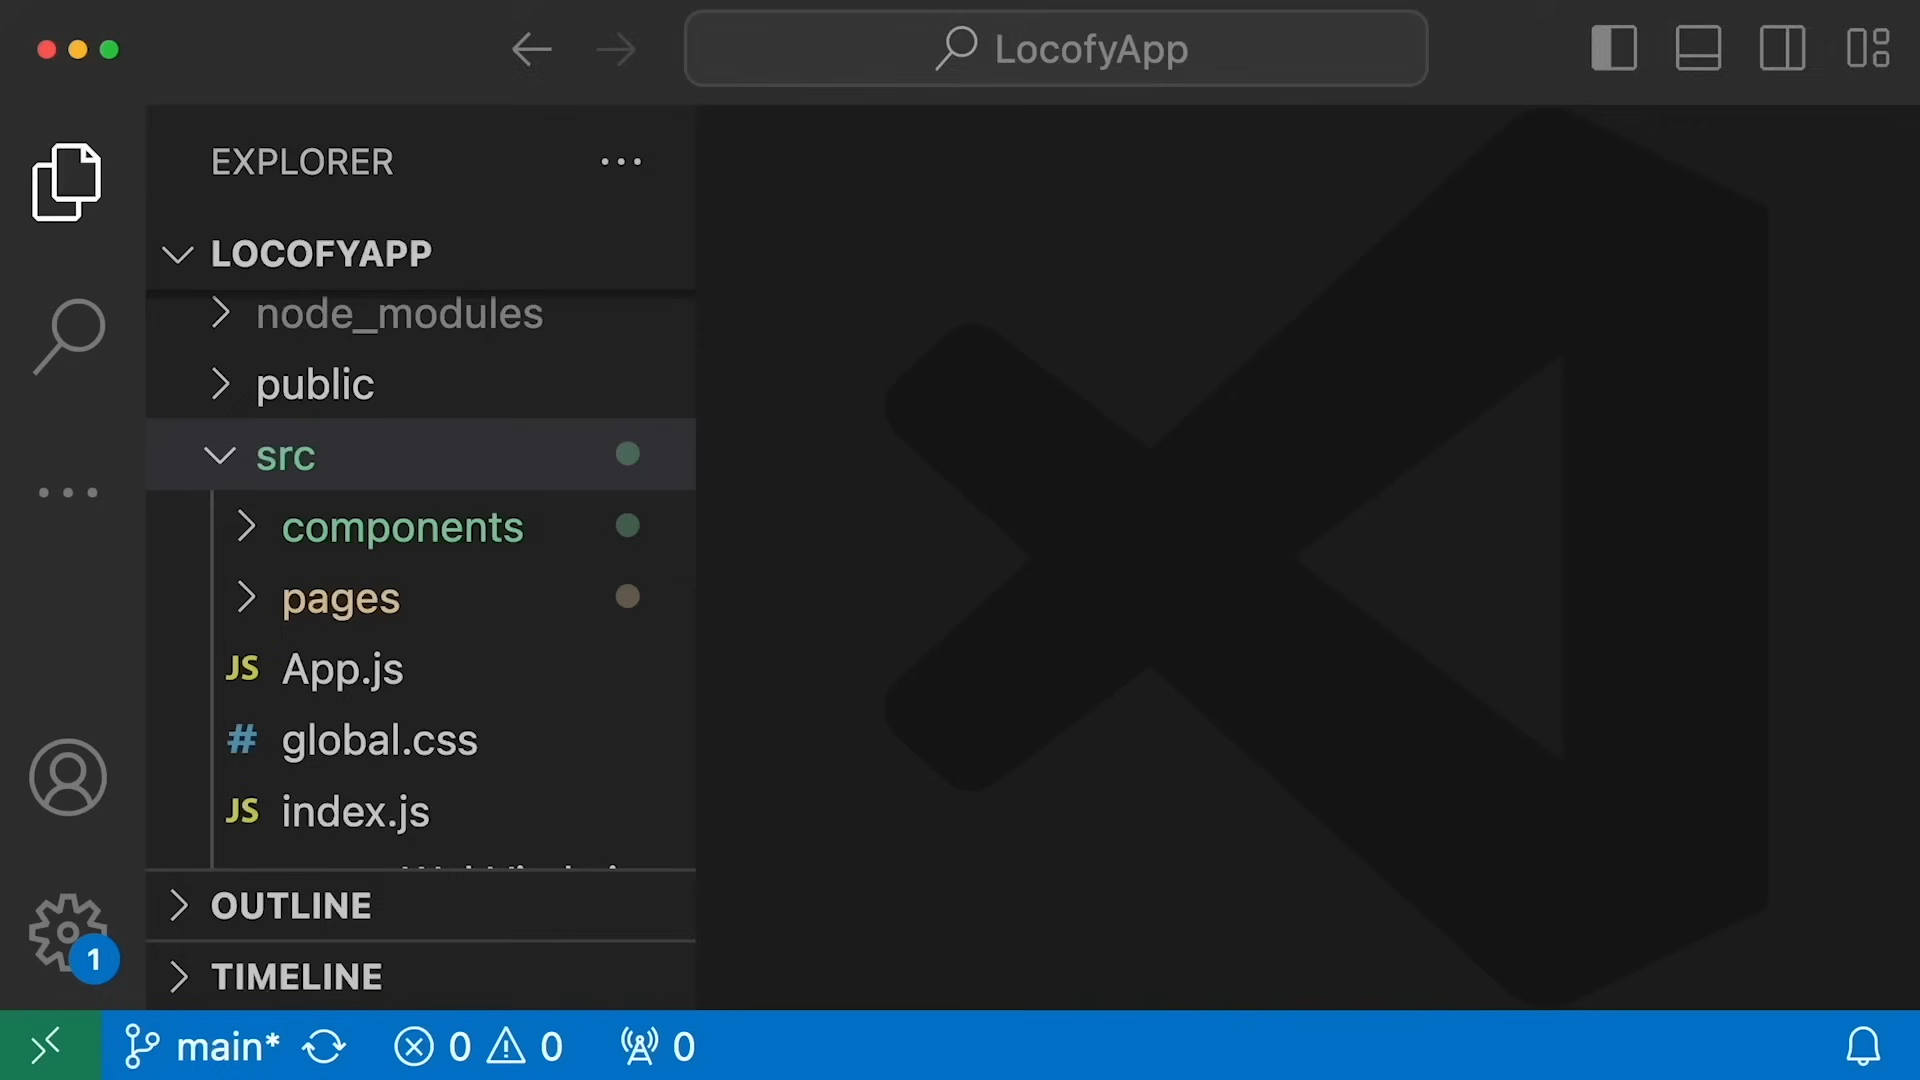 LocofyApp
EXPLORER
LOCOFYAPP
node_modules
public
src
components
pages
JS App.js
# global.css
JS index.js
OUTLINE
TIMELINE
1
main* 0 0 0